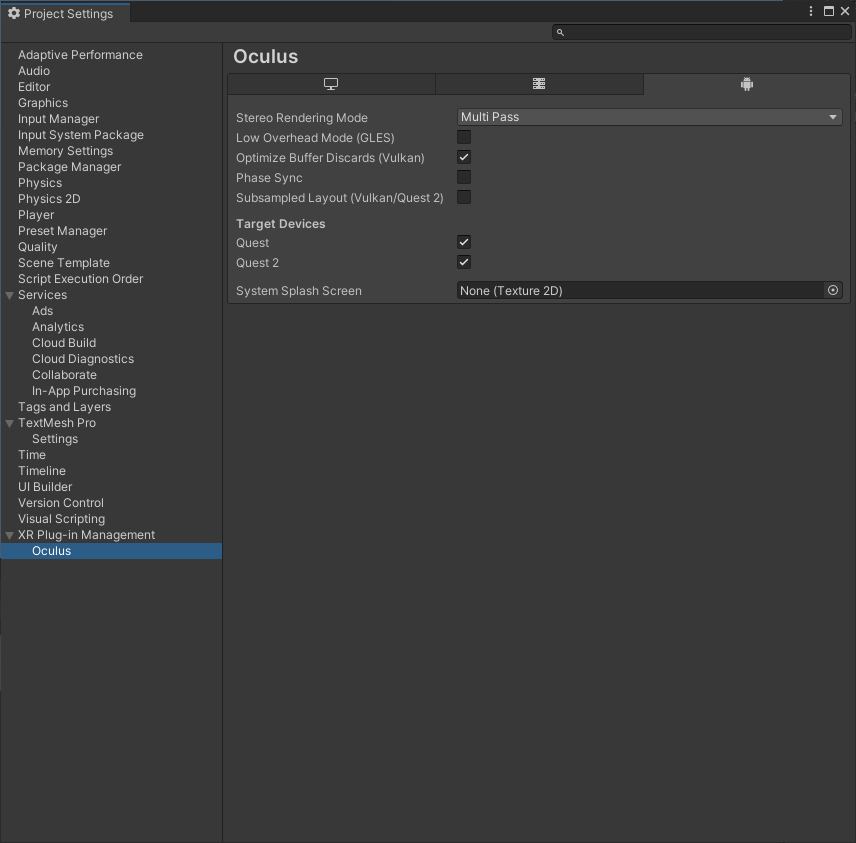 Project Settings
Adaptive Performance
Audio
Editor
Graphics
Input Manager
Input System Package
Memory Settings
Package Manager
Physics
Physics 2D
Player
Preset Manager
Quality
Scene Template
Script Execution Order
Services
Ads
Analytics
Cloud Build
Cloud Diagnostics
Collaborate
In-App Purchasing
Tags and Layers
TextMesh Pro
Settings
Time
Timeline
UI Builder
Version Control
Visual Scripting
XR Plug-in Management
Oculus
Oculus
Stereo Rendering Mode Multi Pass
Low Overhead Mode (GLES)
Optimize Buffer Discards (Vulkan)
Phase Sync
Subsampled Layout (Vulkan/Quest 2)
Target Devices
Quest
Quest 2
System Splash Screen None (Texture 2D)